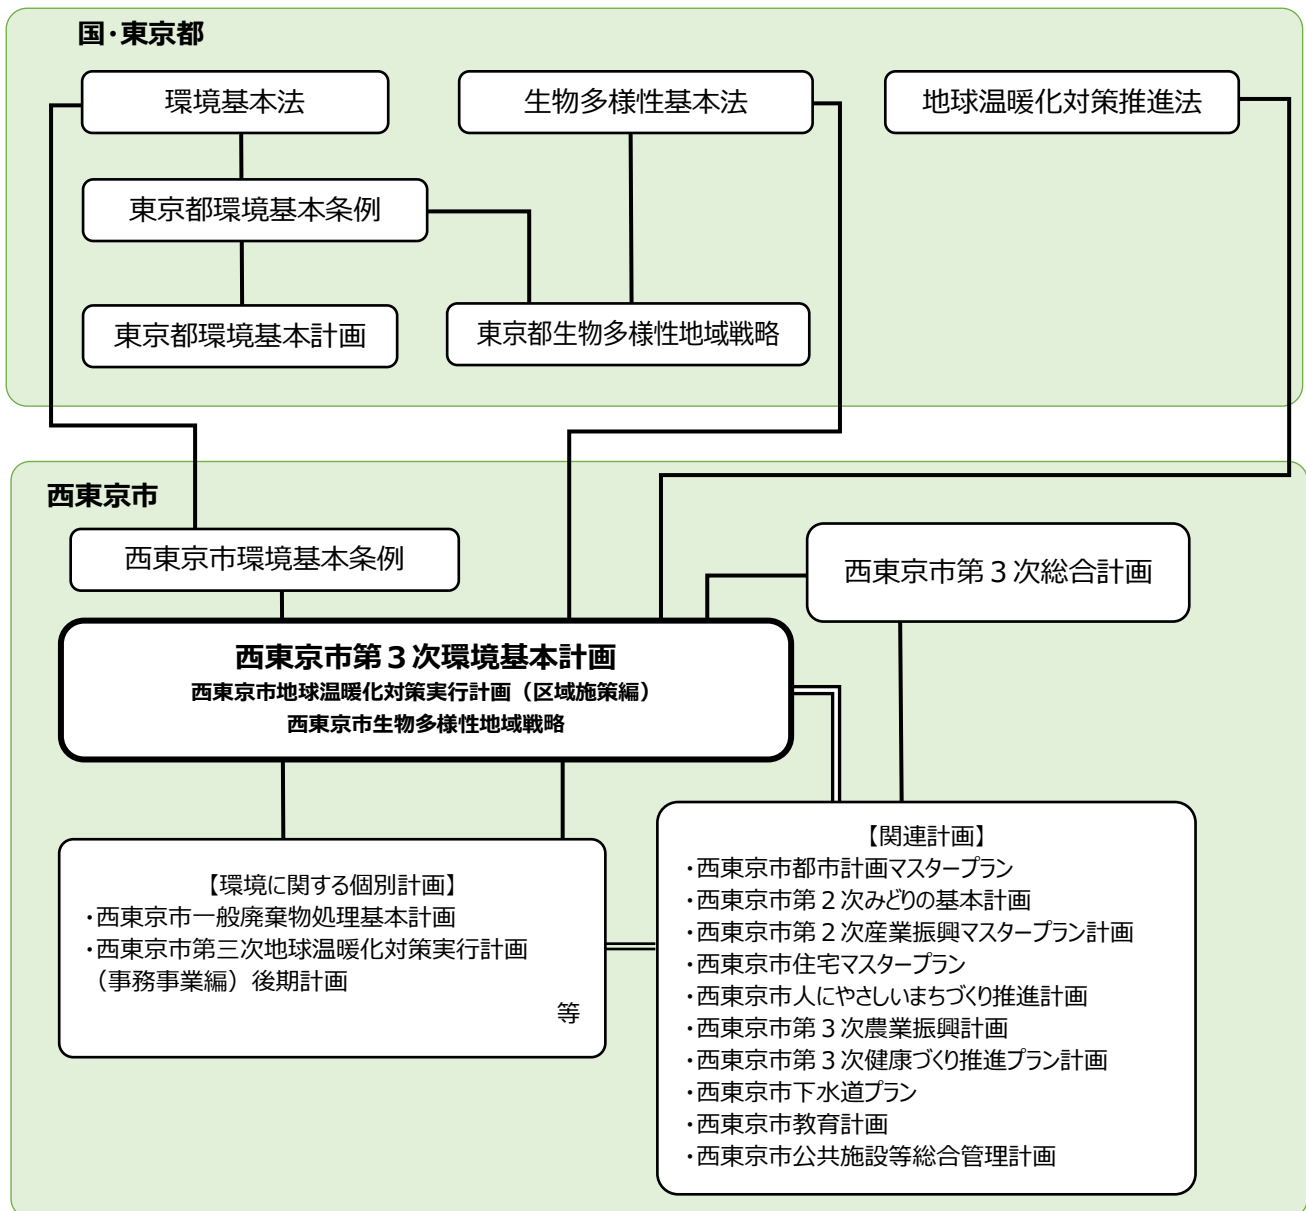 国・東京都
環境基本法
生物多様性基本法
地球温暖化対策推進法
東京都環境基本条例
東京都環境基本計画
東京都生物多様性地域戦略
西東京市
西東京市環境基本条例
西東京市第３次総合計画
西東京市第３次環境基本計画
西東京市地球温暖化対策実行計画（区域施策編）
西東京市生物多様性地域戦略
【環境に関する個別計画】
・西東京市一般廃棄物処理基本計画
・西東京市第三次地球温暖化対策実行計画
（事務事業編）後期計画
等
【関連計画】
・西東京市都市計画マスタープラン
・西東京市第２次みどりの基本計画
・西東京市第２次産業振興マスタープラン計画
・西東京市住宅マスタープラン
・西東京市人にやさしいまちづくり推進計画
・西東京市第３次農業振興計画
・西東京市第３次健康づくり推進プラン計画
・西東京市下水道プラン
・西東京市教育計画
・西東京市公共施設等総合管理計画